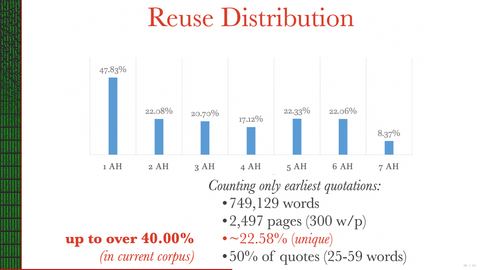 Reuse Distribution
47.83%
22.08%
20.70%
17.12%
22.33%
22.06%
8.37%
1 AH 2 AH 3 AH 4 AH 5 AH 6 AH 7 AH
Counting only earliest quotations:
•749,129 words
•2,497 pages (300 w/p)
up to over 40.00% •~22.58% (unique)
(in current corpus) •50% of quotes (25-59 words)